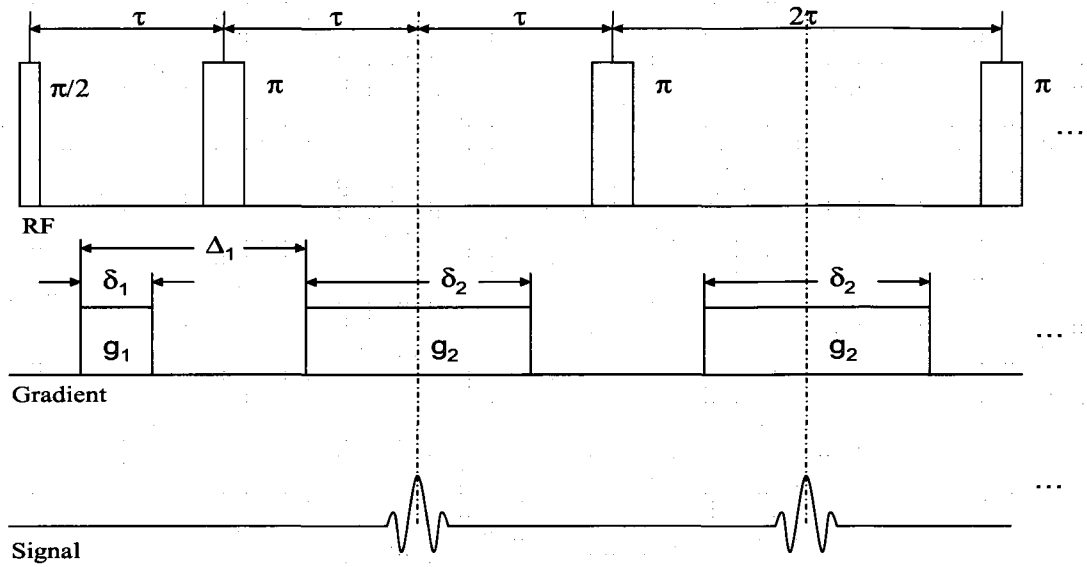 τ τ τ 2τ
π/2 π π π
...
RF
Δ₁
δ₁ δ₂ δ₂
g₁ g₂ g₂ ...
Gradient
...
Signal